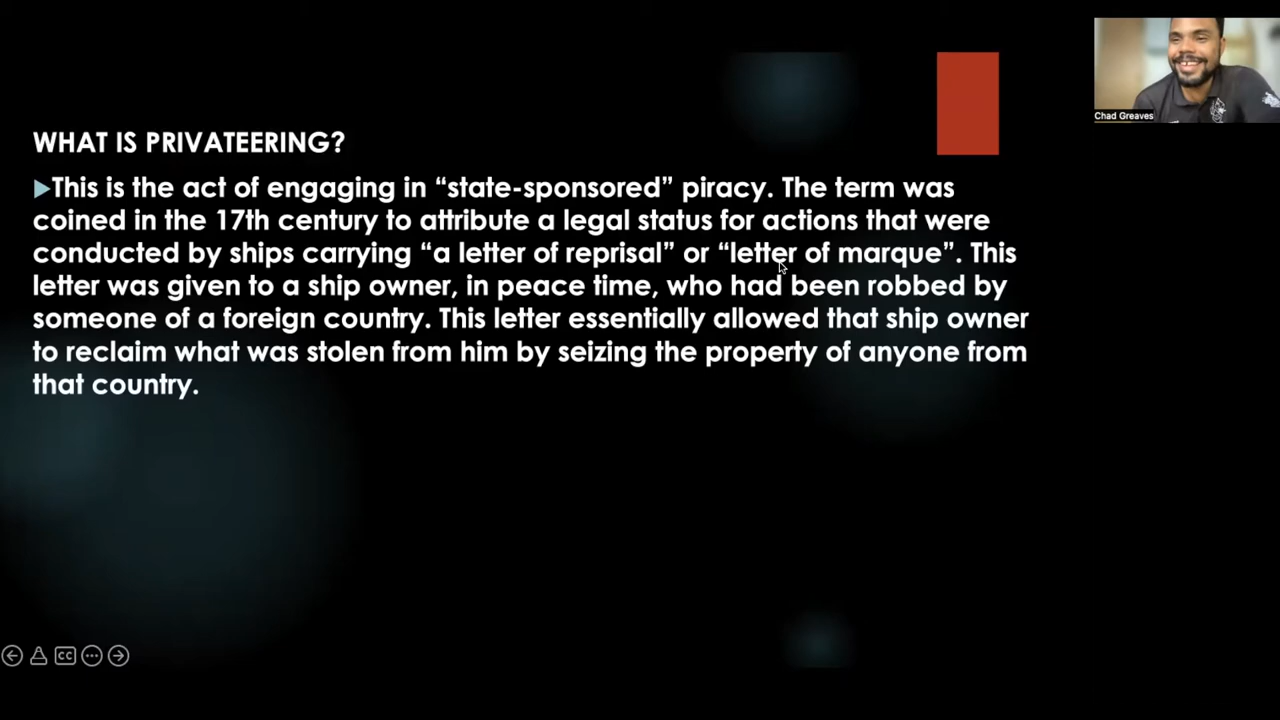 WHAT IS PRIVATEERING?
This is the act of engaging in “state-sponsored” piracy. The term was
coined in the 17th century to attribute a legal status for actions that were
conducted by ships carrying “a letter of reprisal” or “letter of marque”. This
letter was given to a ship owner, in peace time, who had been robbed by
someone of a foreign country. This letter essentially allowed that ship owner
to reclaim what was stolen from him by seizing the property of anyone from
that country.
Chad Greaves
CC